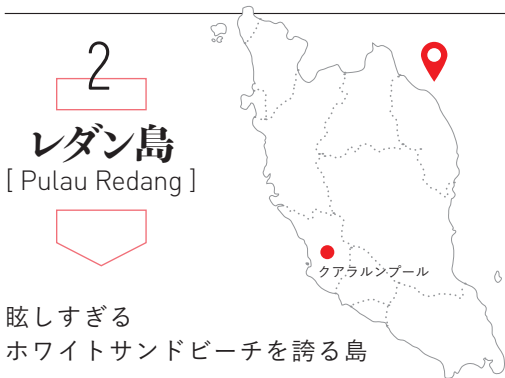 2
レダン島
[ Pulau Redang ]
クアラルンプール
眩しすぎる
ホワイトサンドビーチを誇る島